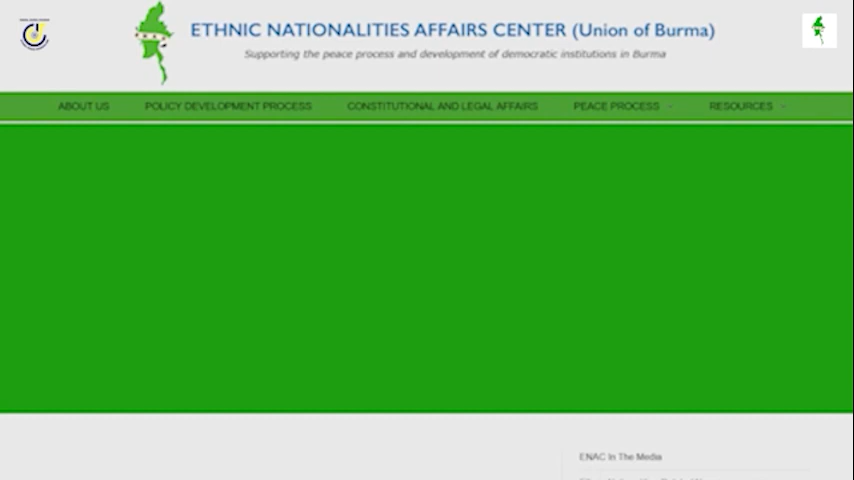 ETHNIC NATIONALITIES AFFAIRS CENTER (Union of Burma)
Supporting the peace process and development of democratic institutions in Burma
ABOUT US POLICY DEVELOPMENT PROCESS CONSTITUTIONAL AND LEGAL AFFAIRS PEACE PROCESS RESOURCES
ENAC In The Media